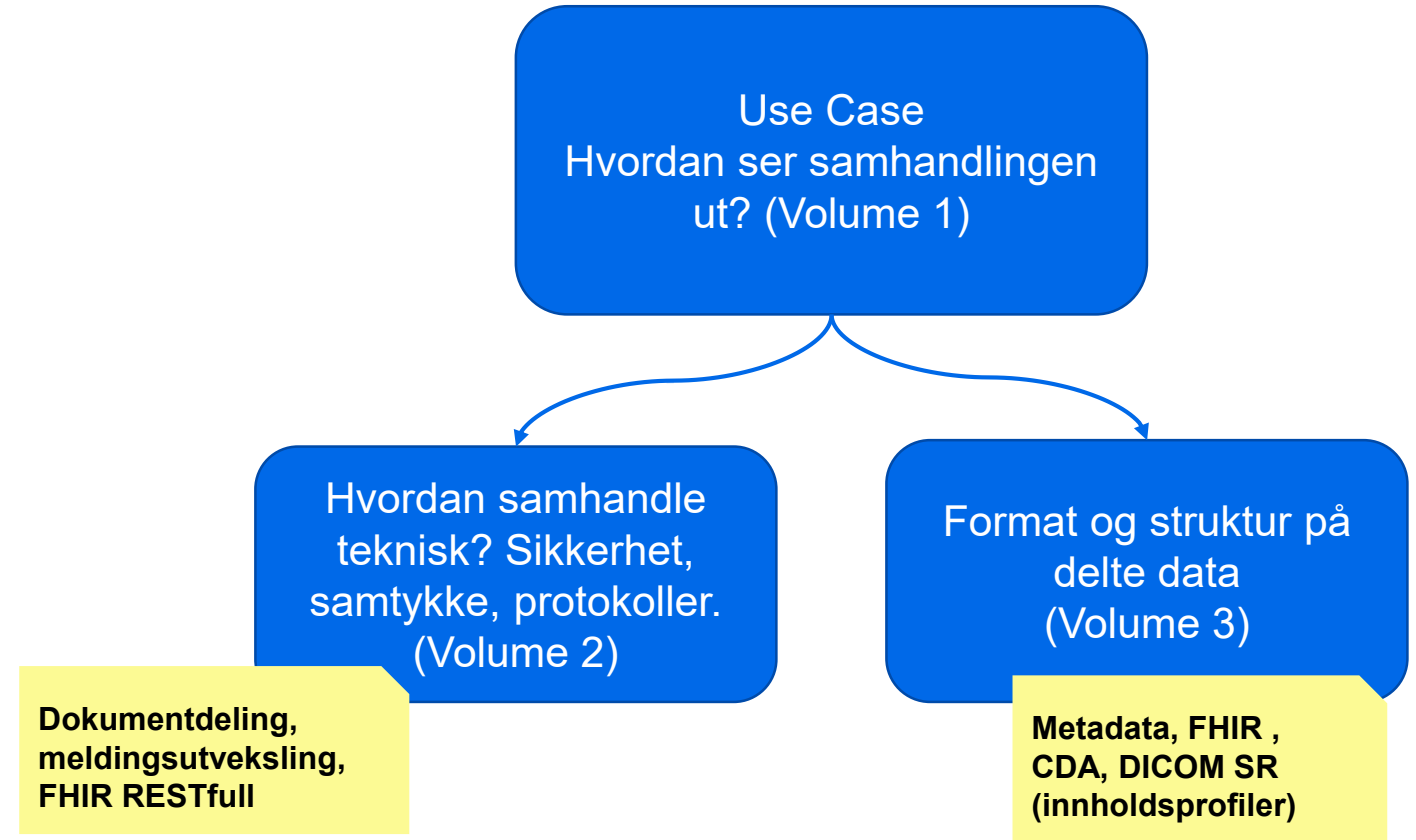 Use Case
Hvordan ser samhandlingen
ut? (Volume 1)
Hvordan samhandle
teknisk? Sikkerhet,
samtykke, protokoller.
(Volume 2)
Format og struktur på
delte data
(Volume 3)
Dokumentdeling,
meldingsutveksling,
FHIR RESTfull
Metadata, FHIR ,
CDA, DICOM SR
(innholdsprofiler)